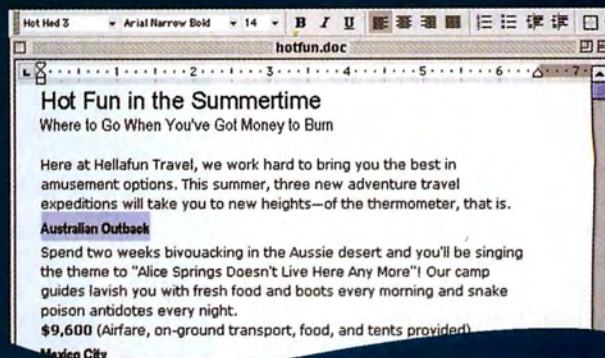 Hot Hed 3 Arial Narrow Bold 14 B I U
hotfun.doc
1 2 3 4 5 6 7
Hot Fun in the Summertime
Where to Go When You've Got Money to Burn
Here at Hellafun Travel, we work hard to bring you the best in
amusement options. This summer, three new adventure travel
expeditions will take you to new heights—of the thermometer, that is.
Australian Outback
Spend two weeks bivouacking in the Aussie desert and you'll be singing
the theme to "Alice Springs Doesn't Live Here Any More"! Our camp
guides lavish you with fresh food and boots every morning and snake
poison antidotes every night.
$9,600 (Airfare, on-ground transport, food, and tents provided)
Mexico City